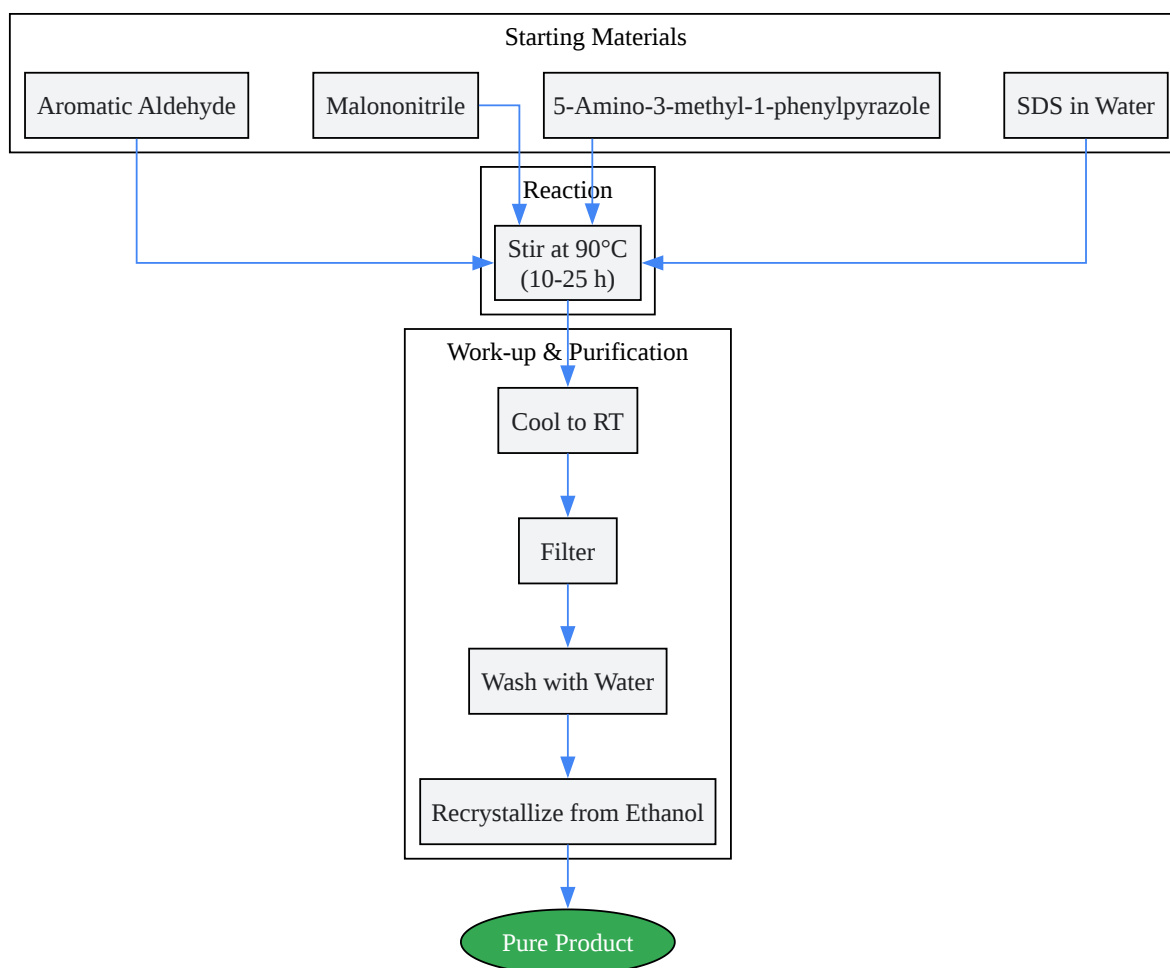 Starting Materials
Aromatic Aldehyde
Malononitrile
5-Amino-3-methyl-1-phenylpyrazole
SDS in Water
Reaction
Stir at 90°C
(10-25 h)
Work-up & Purification
Cool to RT
Filter
Wash with Water
Recrystallize from Ethanol
Pure Product